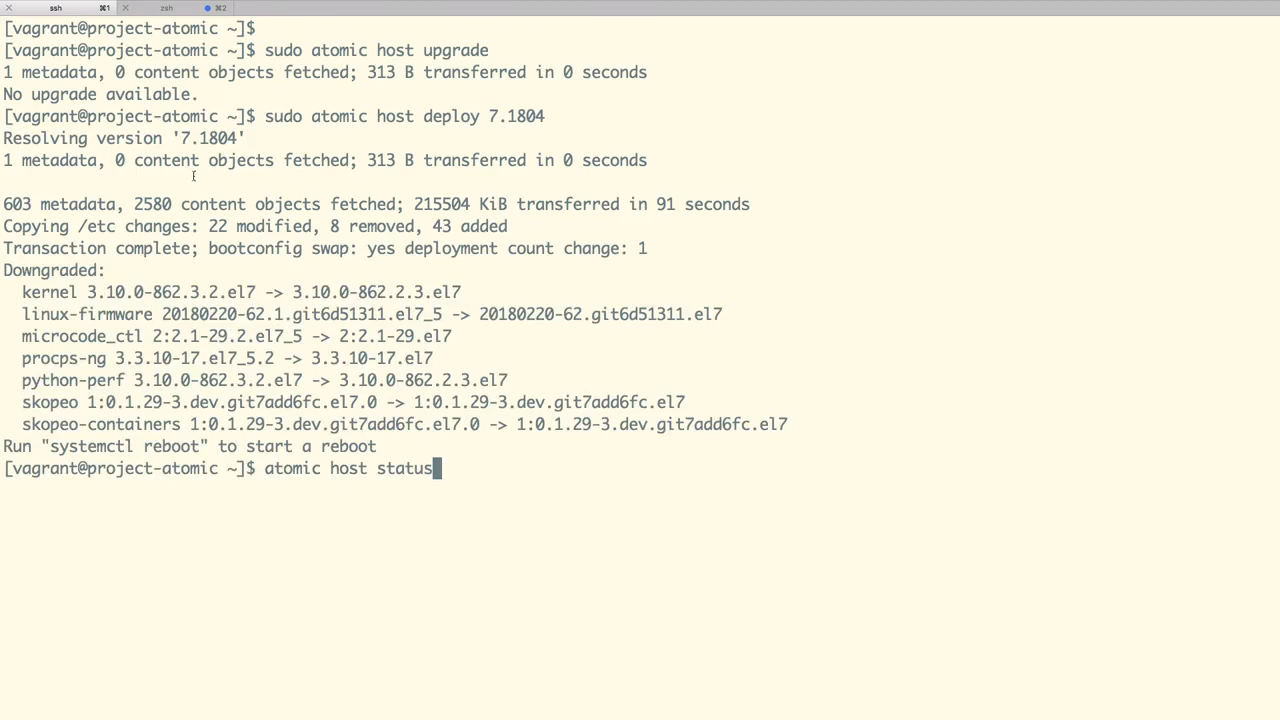 ssh ⌘1 zsh ⌘2
[vagrant@project-atomic ~]$
[vagrant@project-atomic ~]$ sudo atomic host upgrade
1 metadata, 0 content objects fetched; 313 B transferred in 0 seconds
No upgrade available.
[vagrant@project-atomic ~]$ sudo atomic host deploy 7.1804
Resolving version '7.1804'
1 metadata, 0 content objects fetched; 313 B transferred in 0 seconds
603 metadata, 2580 content objects fetched; 215504 KiB transferred in 91 seconds
Copying /etc changes: 22 modified, 8 removed, 43 added
Transaction complete; bootconfig swap: yes deployment count change: 1
Downgraded:
  kernel 3.10.0-862.3.2.el7 -> 3.10.0-862.2.3.el7
  linux-firmware 20180220-62.1.git6d51311.el7_5 -> 20180220-62.git6d51311.el7
  microcode_ctl 2:2.1-29.2.el7_5 -> 2:2.1-29.el7
  procps-ng 3.3.10-17.el7_5.2 -> 3.3.10-17.el7
  python-perf 3.10.0-862.3.2.el7 -> 3.10.0-862.2.3.el7
  skopeo 1:0.1.29-3.dev.git7add6fc.el7.0 -> 1:0.1.29-3.dev.git7add6fc.el7
  skopeo-containers 1:0.1.29-3.dev.git7add6fc.el7.0 -> 1:0.1.29-3.dev.git7add6fc.el7
Run "systemctl reboot" to start a reboot
[vagrant@project-atomic ~]$ atomic host status